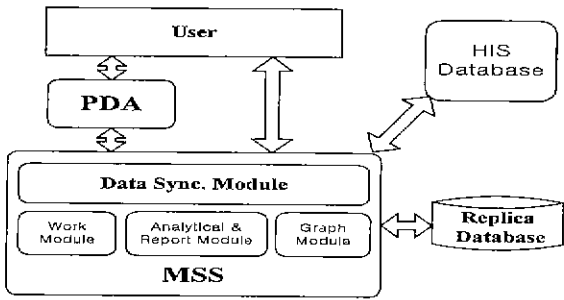 User
HIS
Database
PDA
Data Sync. Module
Work
Module
Analytical &
Report Module
Graph
Module
Replica
Database
MSS